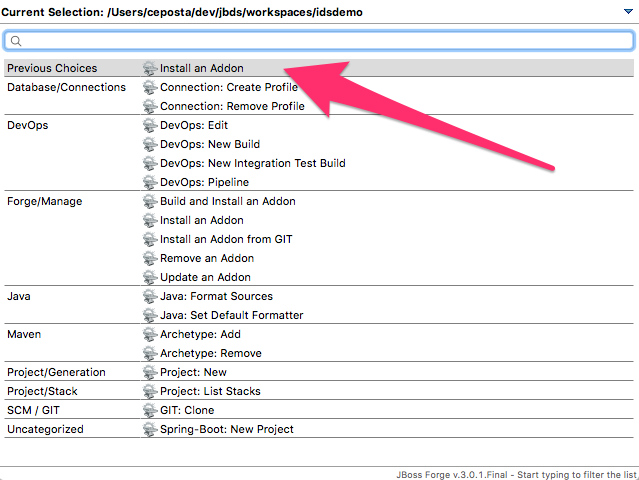 Current Selection: /Users/ceposta/dev/jbds/workspaces/idsdemo
Previous Choices Install an Addon
Database/Connections Connection: Create Profile
Connection: Remove Profile
DevOps DevOps: Edit
DevOps: New Build
DevOps: New Integration Test Build
DevOps: Pipeline
Forge/Manage Build and Install an Addon
Install an Addon
Install an Addon from GIT
Remove an Addon
Update an Addon
Java Java: Format Sources
Java: Set Default Formatter
Maven Archetype: Add
Archetype: Remove
Project/Generation Project: New
Project/Stack Project: List Stacks
SCM / GIT GIT: Clone
Uncategorized Spring-Boot: New Project
JBoss Forge v.3.0.1.Final - Start typing to filter the list